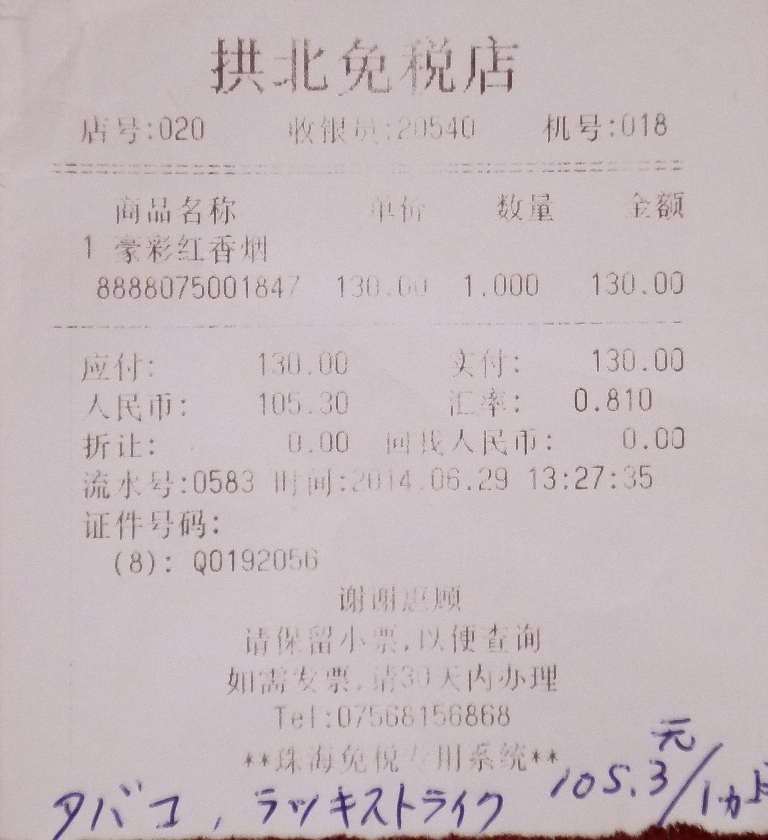 拱北免税店
店号:020 收银员:20540 机号:018
商品名称 单价 数量 金额
1 豪彩红香烟
8888075001847 130.00 1.000 130.00
应付: 130.00 实付: 130.00
人民币: 105.30 汇率: 0.810
折让: 0.00 回找人民币: 0.00
流水号:0583 时间:2014.06.29 13:27:35
证件号码:
(8): Q0192056
谢谢惠顾
请保留小票,以便查询
如需发票,请30天内办理
Tel:07568156868
**珠海免税专用系统**
タバコ, ラッキストライク 105.3元/1カ